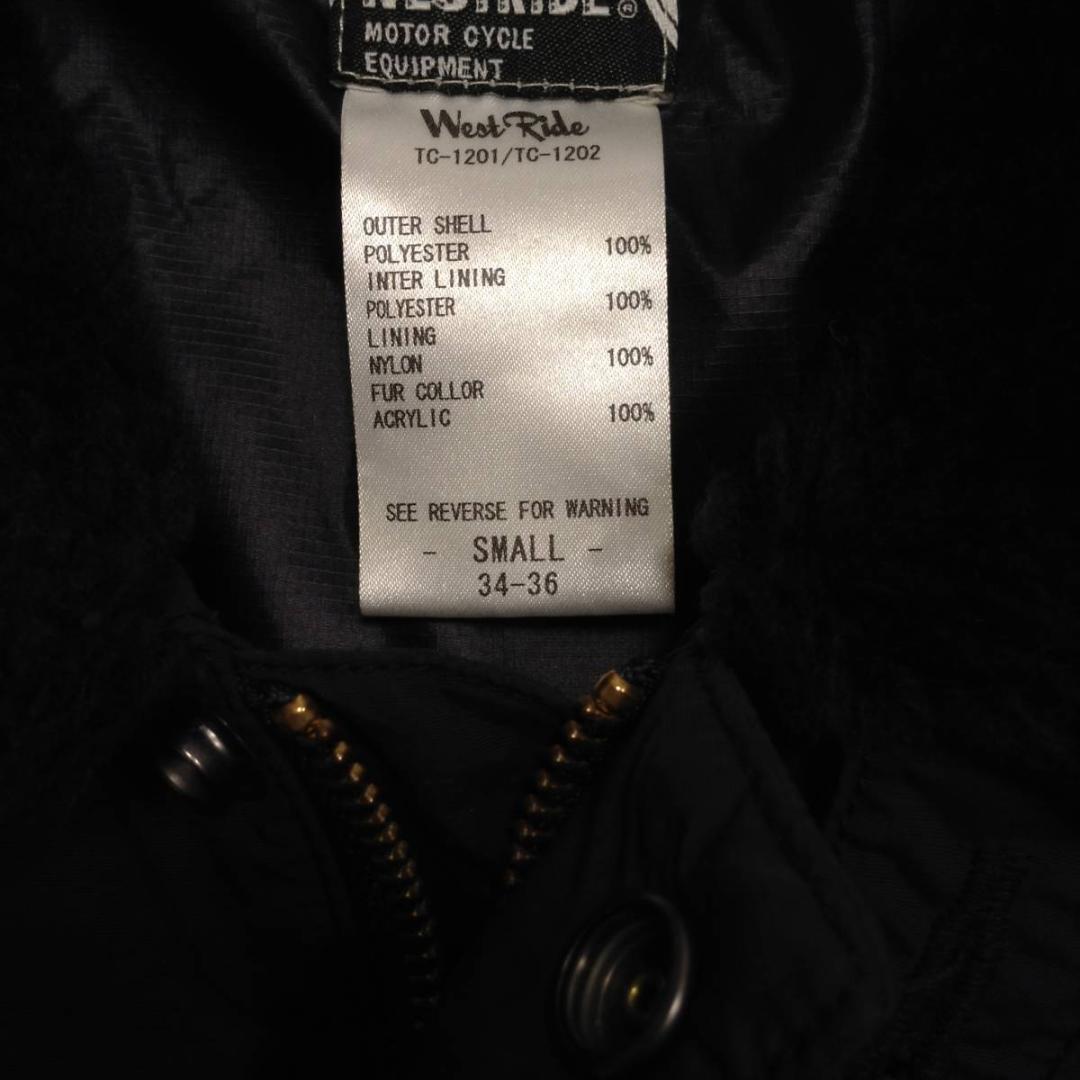 WESTRIDE®
MOTOR CYCLE
EQUIPMENT
West Ride
TC-1201/TC-1202
OUTER SHELL
POLYESTER 100%
INTER LINING
POLYESTER 100%
LINING
NYLON 100%
FUR COLLOR
ACRYLIC 100%
SEE REVERSE FOR WARNING
- SMALL -
34-36